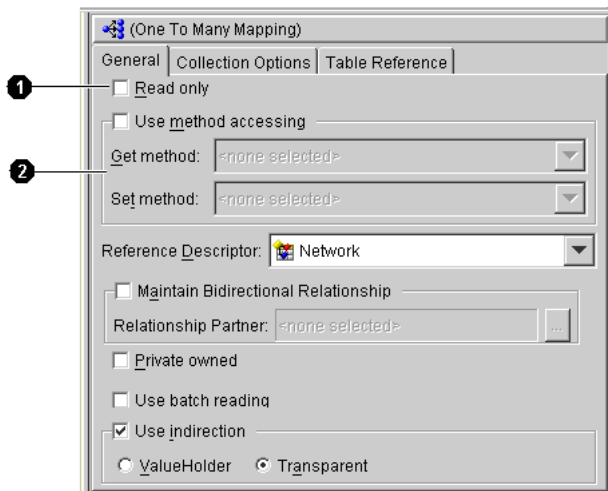 (One To Many Mapping)
General Collection Options Table Reference
1 Read only
Use method accessing
Get method: <none selected>
2
Set method: <none selected>
Reference Descriptor: Network
Maintain Bidirectional Relationship
Relationship Partner: <none selected> ...
Private owned
Use batch reading
Use indirection
ValueHolder Transparent